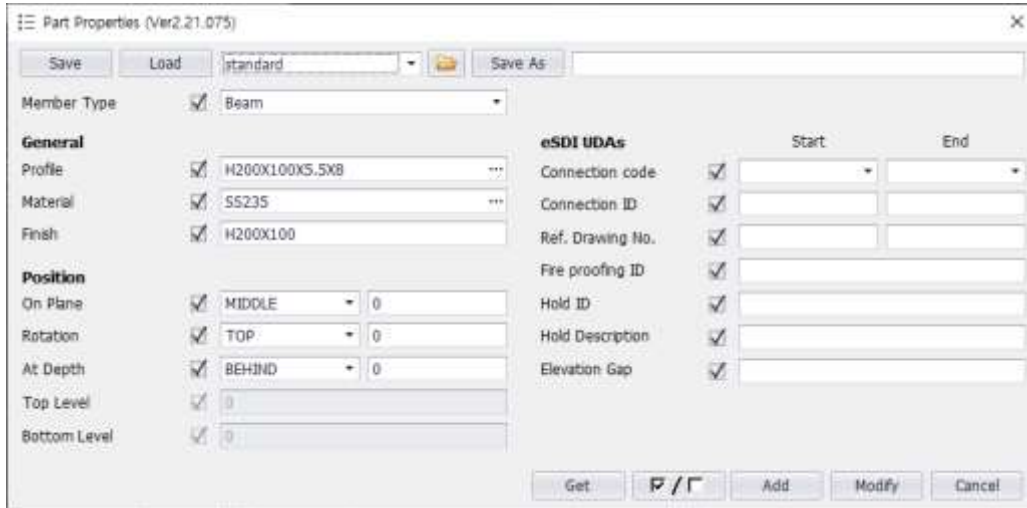 Part Properties (Ver2.21.075)
Save Load standard Save As
Member Type Beam
General
Profile H200X100X5.5X8 ...
Material SS235 ...
Finish H200X100
Position
On Plane MIDDLE 0
Rotation TOP 0
At Depth BEHIND 0
Top Level 0
Bottom Level 0
eSDI UDAs Start End
Connection code
Connection ID
Ref. Drawing No.
Fire proofing ID
Hold ID
Hold Description
Elevation Gap
Get / Add Modify Cancel